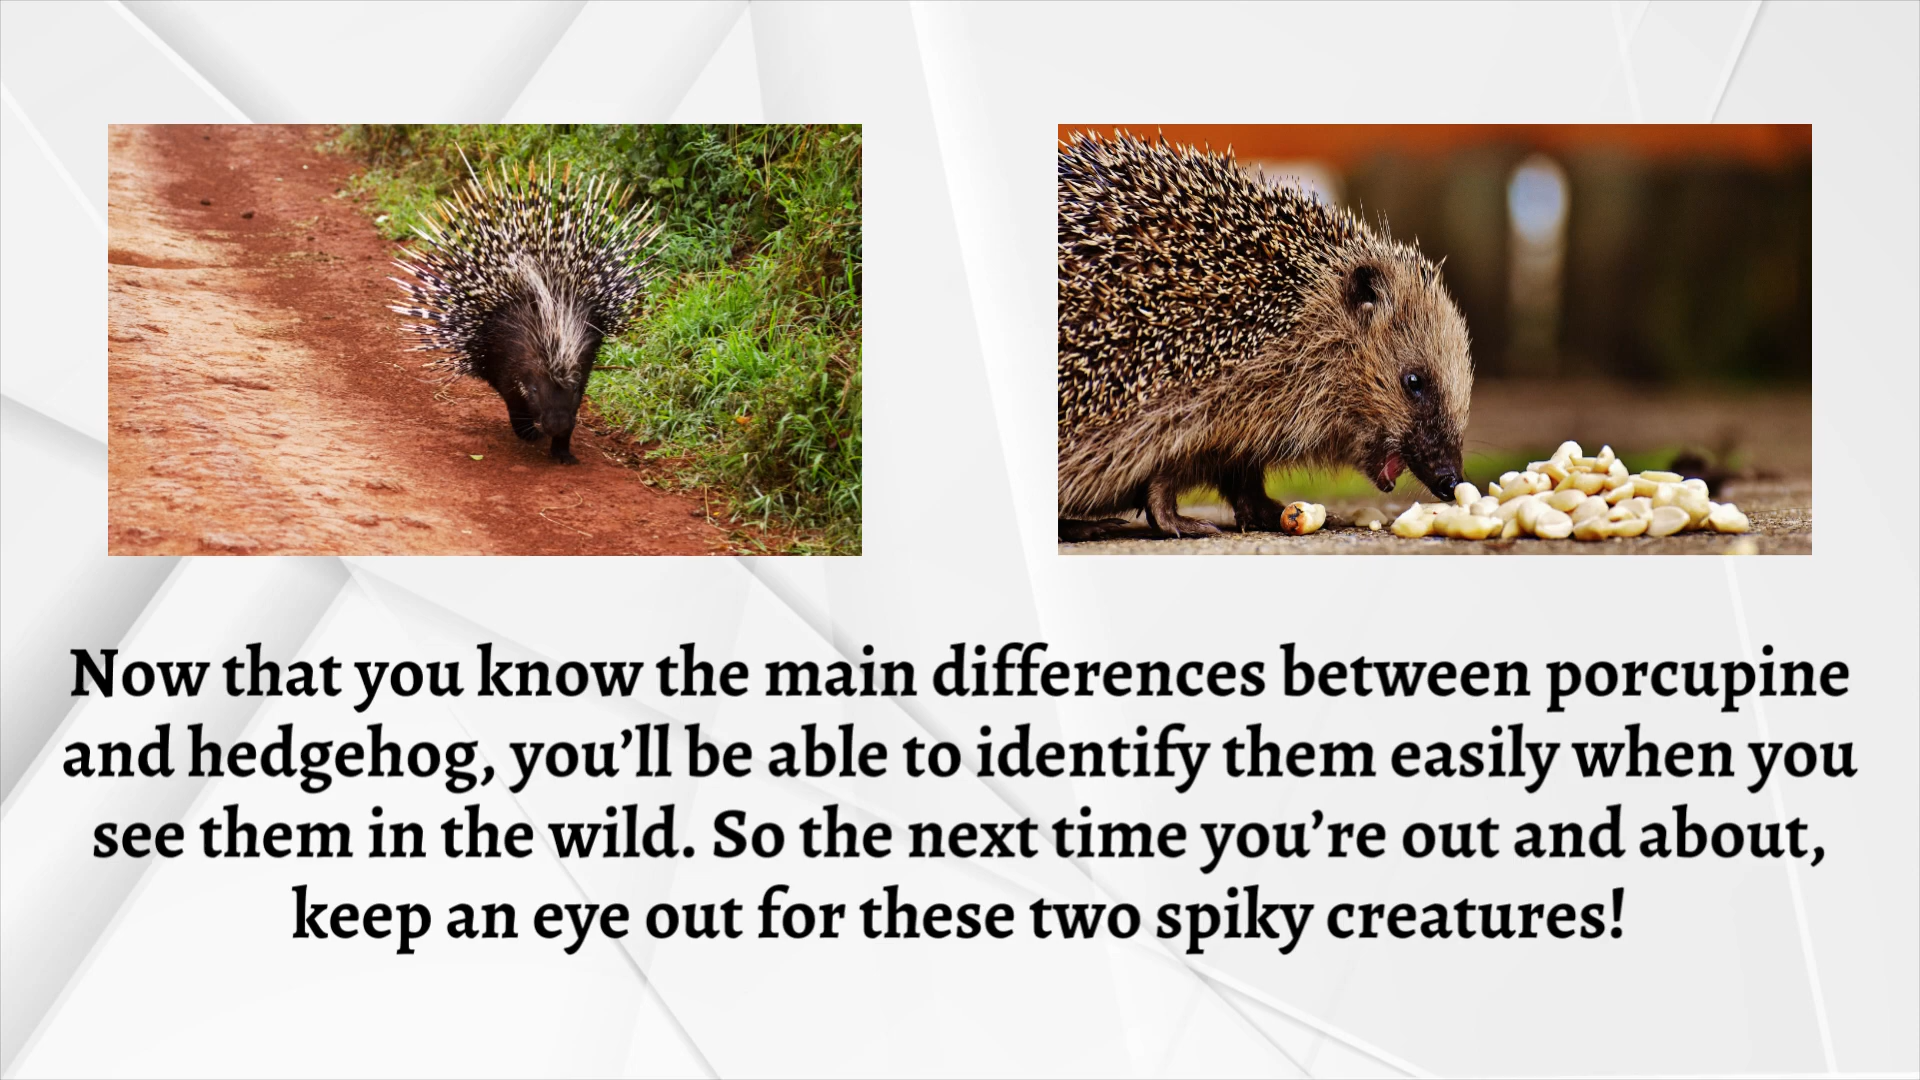 Now that you know the main differences between porcupine
and hedgehog, you’ll be able to identify them easily when you
see them in the wild. So the next time you’re out and about,
keep an eye out for these two spiky creatures!